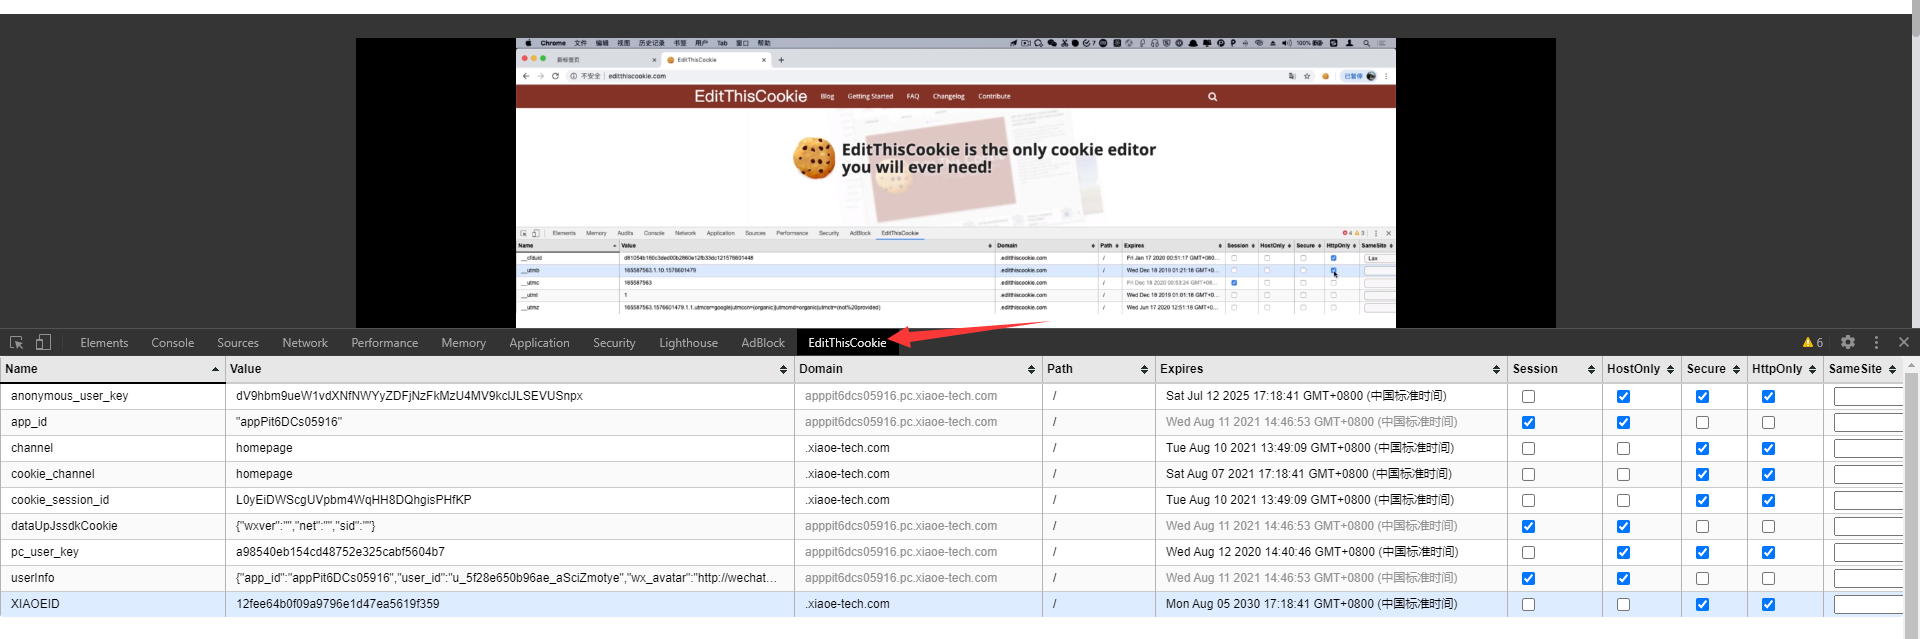 Chrome 文件 编辑 视图 历史记录 书签 用户 Tab 窗口 帮助 100%
新标签页 EditThisCookie
不安全 | editthiscookie.com 已暂停
EditThisCookie Blog Getting Started FAQ Changelog Contribute
EditThisCookie is the only cookie editor
you will ever need!
Elements Memory Audits Console Network Application Sources Performance Security AdBlock EditThisCookie 4 3
Name Value Domain Path Expires Session HostOnly Secure HttpOnly SameSite
__cfduid d81054b160c3ded00b2860e12fb33dc121576601448 .editthiscookie.com / Fri Jan 17 2020 00:51:17 GMT+080... Lax
__utmb 165587563.1.10.1576601479 .editthiscookie.com / Wed Dec 18 2019 01:21:18 GMT+0...
__utmc 165587563 .editthiscookie.com / Fri Dec 18 2020 00:53:24 GMT+08...
__utmt 1 .editthiscookie.com / Wed Dec 18 2019 01:01:18 GMT+0...
__utmz 165587563.1576601479.1.1.utmcsr=google|utmccn=(organic)|utmcmd=organic|utmctr=(not%20provided) .editthiscookie.com / Wed Jun 17 2020 12:51:18 GMT+0...
Elements Console Sources Network Performance Memory Application Security Lighthouse AdBlock EditThisCookie 6
Name Value Domain Path Expires Session HostOnly Secure HttpOnly SameSite
anonymous_user_key dV9hbm9ueW1vdXNfNWYyZDFjNzFkMzU4MV9kclJLSEVUSnpx apppit6dcs05916.pc.xiaoe-tech.com / Sat Jul 12 2025 17:18:41 GMT+0800 (中国标准时间)
app_id "appPit6DCs05916" apppit6dcs05916.pc.xiaoe-tech.com / Wed Aug 11 2021 14:46:53 GMT+0800 (中国标准时间)
channel homepage .xiaoe-tech.com / Tue Aug 10 2021 13:49:09 GMT+0800 (中国标准时间)
cookie_channel homepage .xiaoe-tech.com / Sat Aug 07 2021 17:18:41 GMT+0800 (中国标准时间)
cookie_session_id L0yEiDWScgUVpbm4WqHH8DQhgisPHfKP .xiaoe-tech.com / Tue Aug 10 2021 13:49:09 GMT+0800 (中国标准时间)
dataUpJssdkCookie {"wxver":"","net":"","sid":""} apppit6dcs05916.pc.xiaoe-tech.com / Wed Aug 11 2021 14:46:53 GMT+0800 (中国标准时间)
pc_user_key a98540eb154cd48752e325cabf5604b7 apppit6dcs05916.pc.xiaoe-tech.com / Wed Aug 12 2020 14:40:46 GMT+0800 (中国标准时间)
userInfo {"app_id":"appPit6DCs05916","user_id":"u_5f28e650b96ae_aSciZmotye","wx_avatar":"http://wechat... apppit6dcs05916.pc.xiaoe-tech.com / Wed Aug 11 2021 14:46:53 GMT+0800 (中国标准时间)
XIAOEID 12fee64b0f09a9796e1d47ea5619f359 .xiaoe-tech.com / Mon Aug 05 2030 17:18:41 GMT+0800 (中国标准时间)